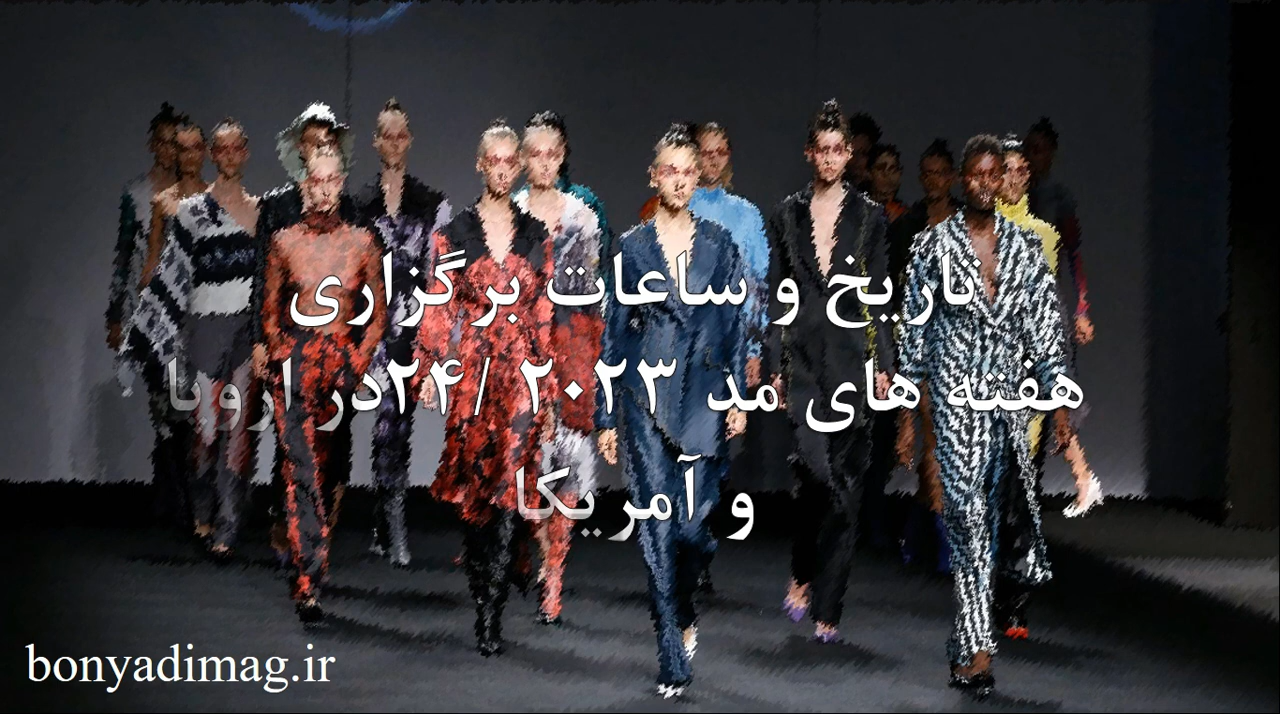 تاریخ و ساعات برگزاری
هفته های مد ۲۰۲۳ /۲۴در اروپا
و آمریکا
bonyadimag.ir